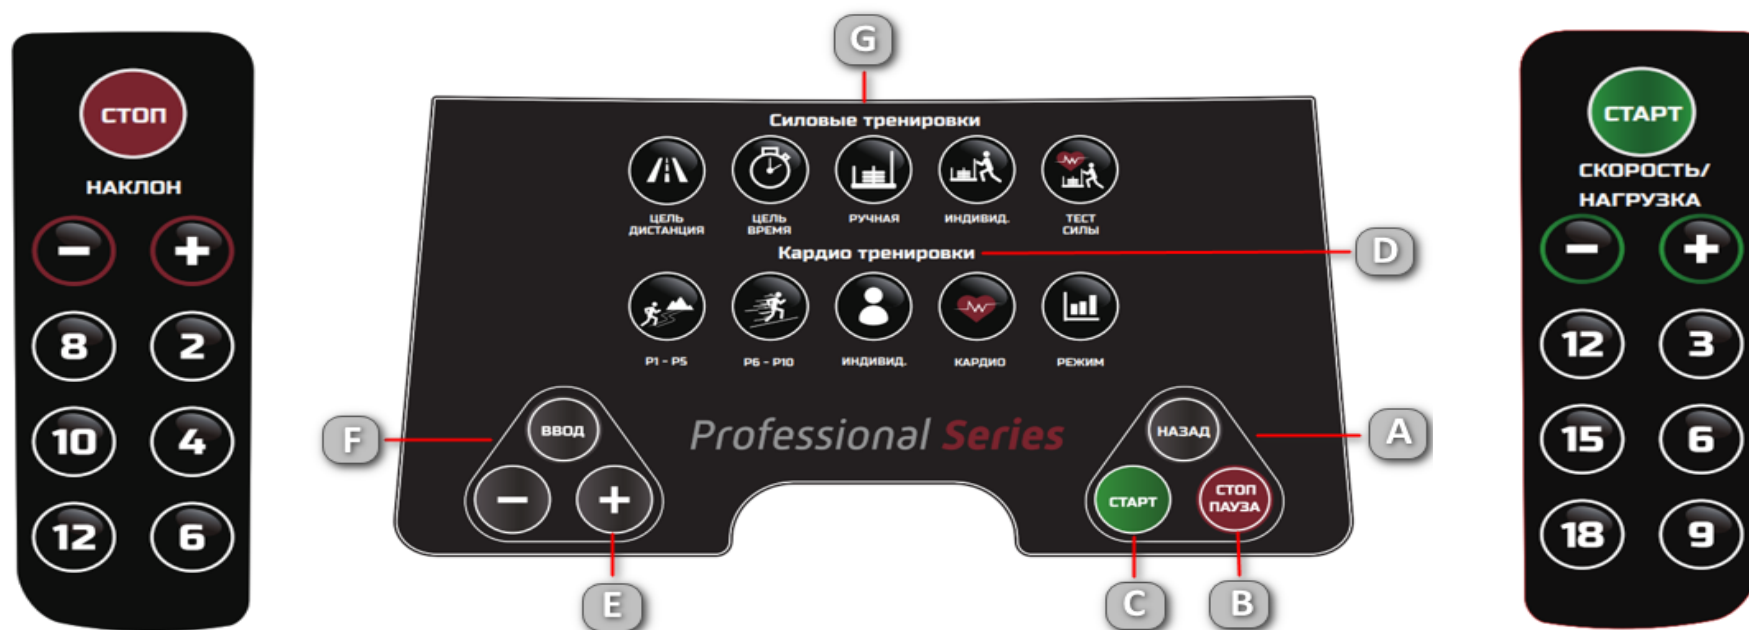 СТОП
НАКЛОН
− +
8 2
10 4
12 6
G
Силовые тренировки
ЦЕЛЬ
ДИСТАНЦИЯ
ЦЕЛЬ
ВРЕМЯ
РУЧНАЯ
ИНДИВИД.
ТЕСТ
СИЛЫ
Кардио тренировки
D
P1 - P5
P6 - P10
ИНДИВИД.
КАРДИО
РЕЖИМ
F
ВВОД
− +
E
Professional Series
НАЗАД
A
СТАРТ
СТОП
ПАУЗА
C
B
СТАРТ
СКОРОСТЬ/
НАГРУЗКА
− +
12 3
15 6
18 9